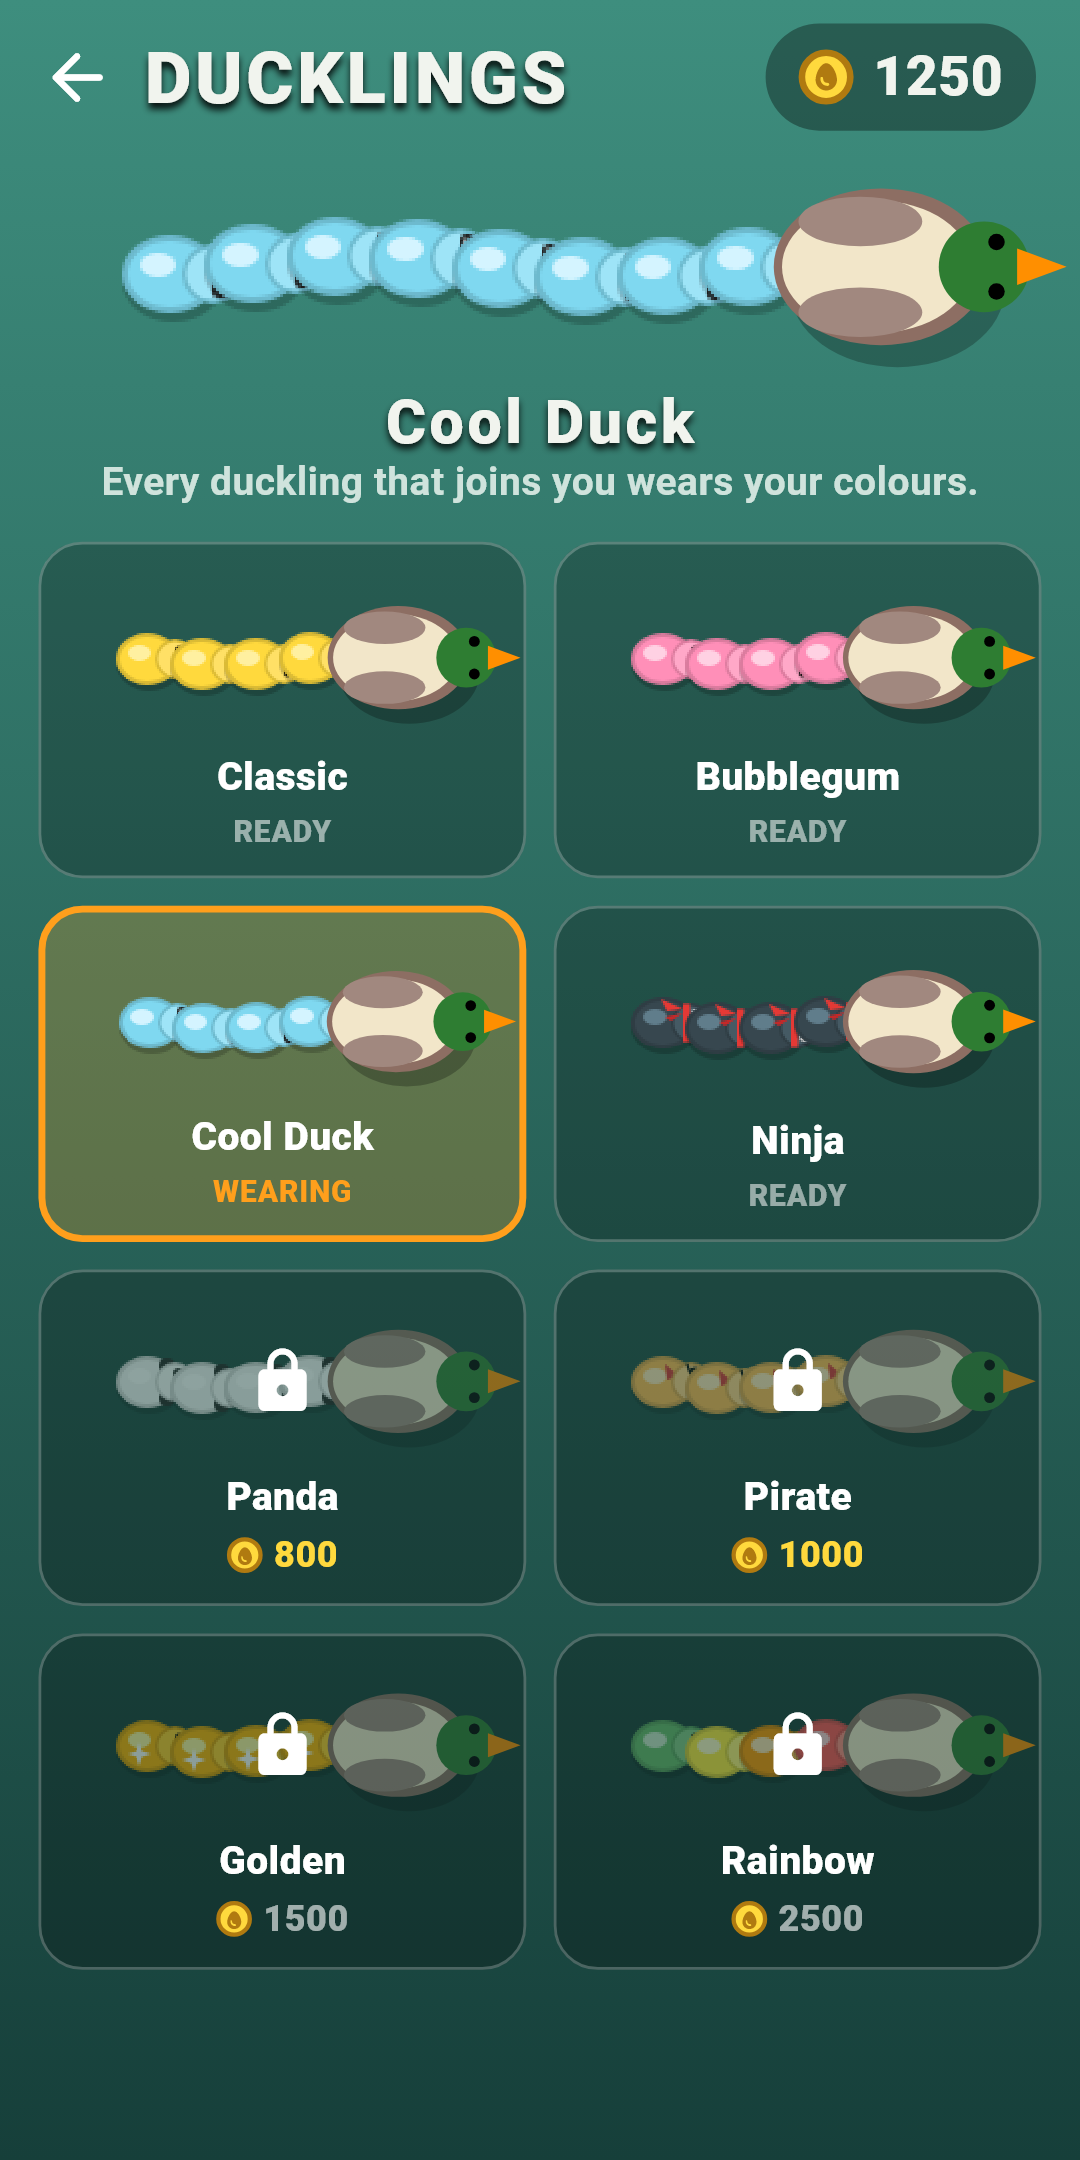 DUCKLINGS
1250
Cool Duck
Every duckling that joins you wears your colours.
Classic
READY
Bubblegum
READY
Cool Duck
WEARING
Ninja
READY
Panda
800
Pirate
1000
Golden
1500
Rainbow
2500